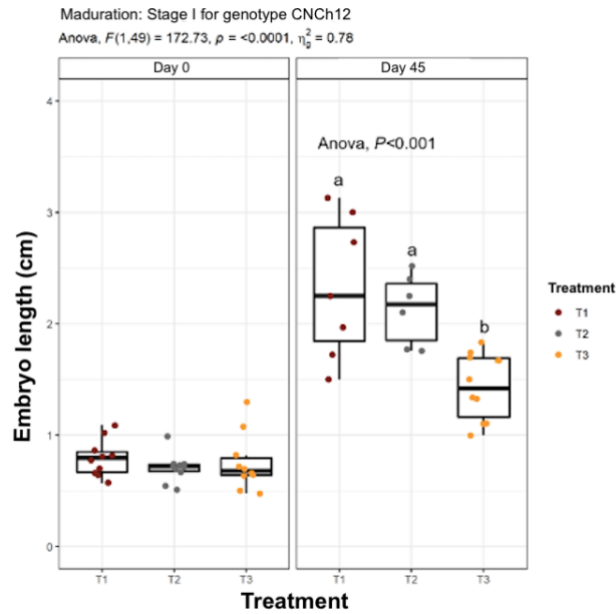 Maduration: Stage I for genotype CNCh12
Anova, F(1,49) = 172.73, p = <0.0001, η²g = 0.78
Day 0
Day 45
4
3
2
1
0
Embryo length (cm)
Anova, P<0.001
a
a
b
T1
T2
T3
T1
T2
T3
Treatment
Treatment
T1
T2
T3